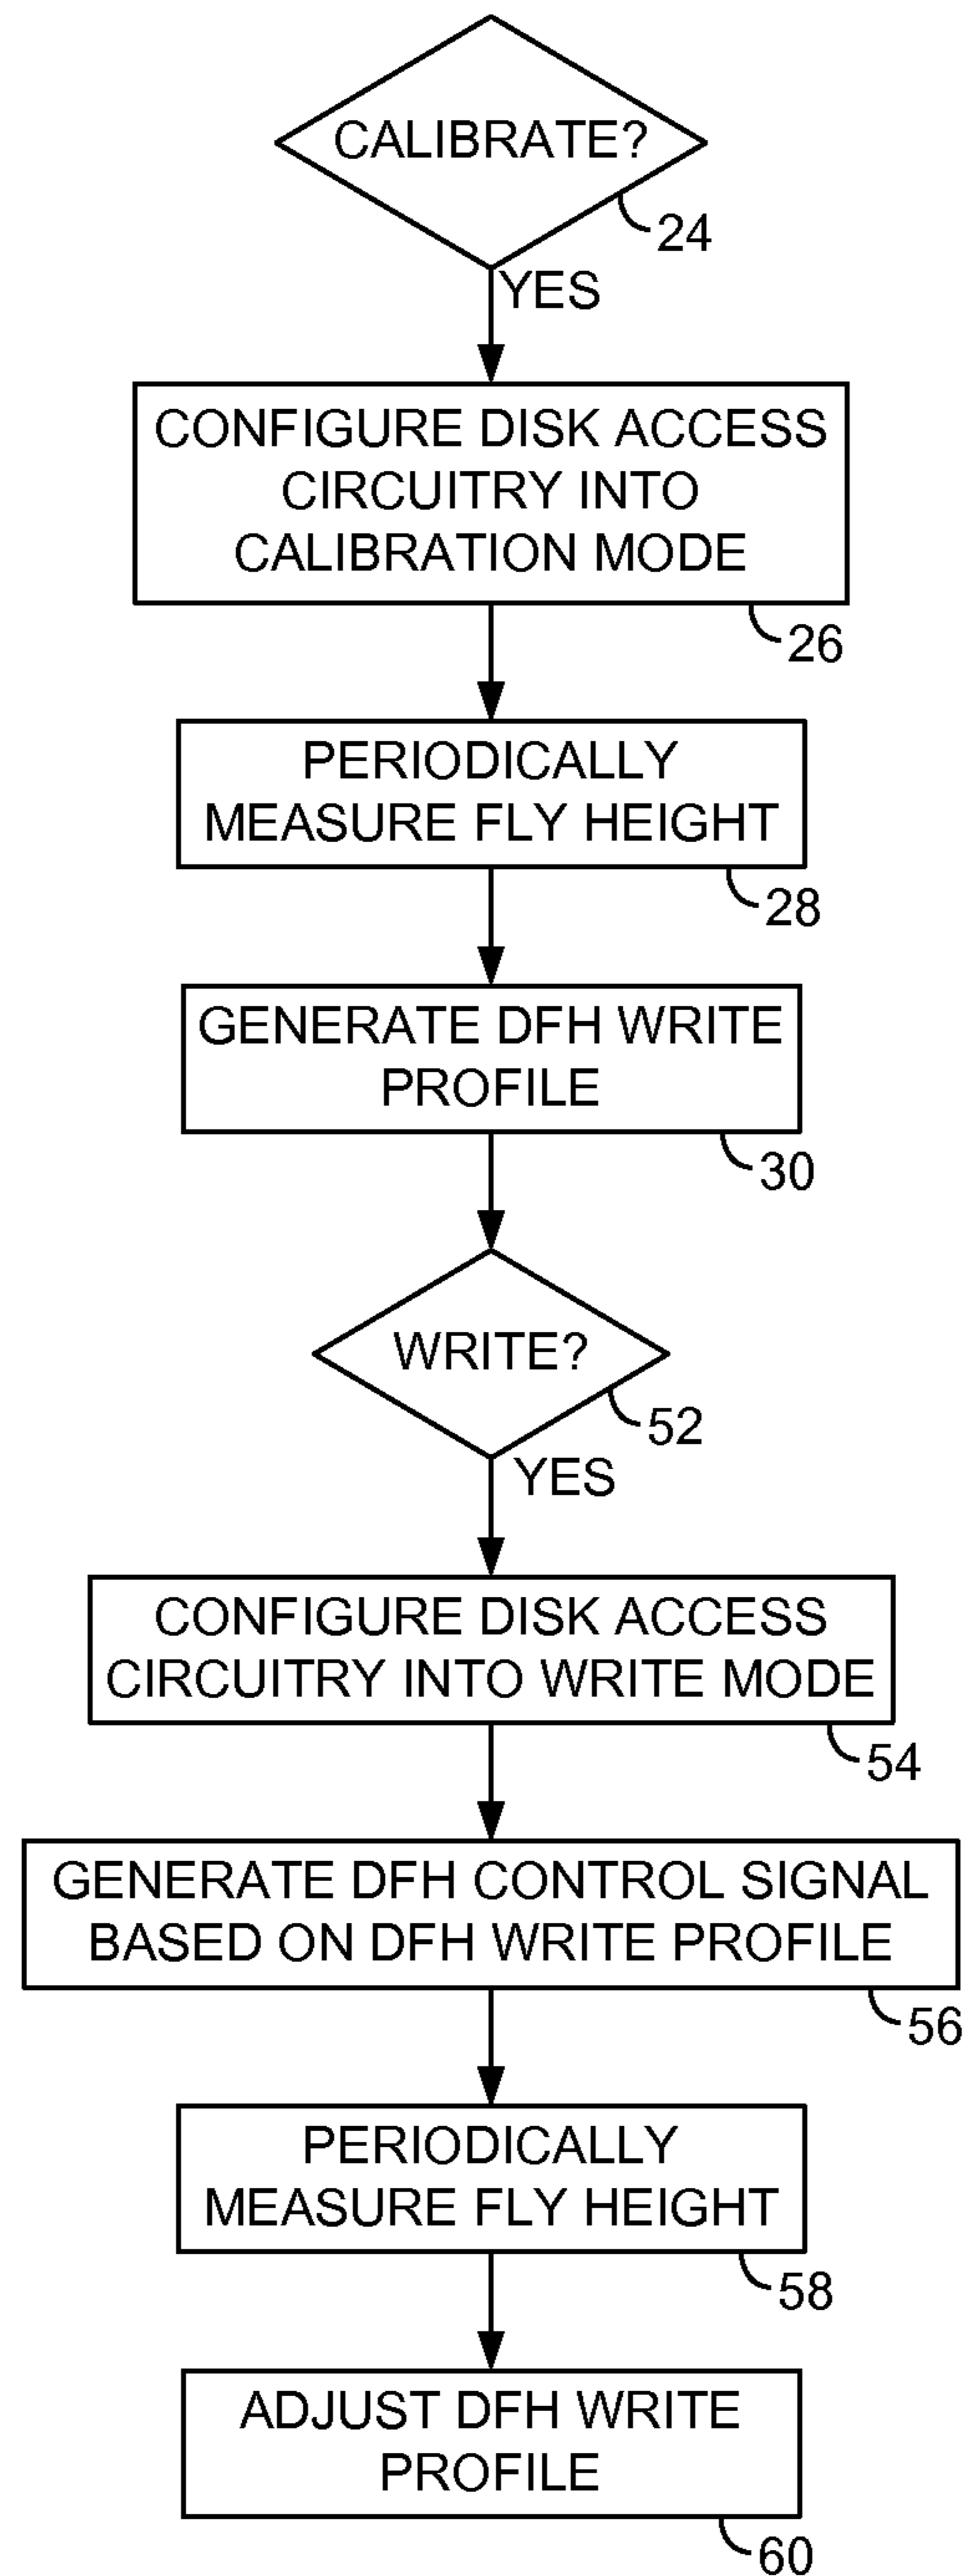 CALIBRATE?
24
YES
CONFIGURE DISK ACCESS
CIRCUITRY INTO
CALIBRATION MODE
26
PERIODICALLY
MEASURE FLY HEIGHT
28
GENERATE DFH WRITE
PROFILE
30
WRITE?
52
YES
CONFIGURE DISK ACCESS
CIRCUITRY INTO WRITE MODE
54
GENERATE DFH CONTROL SIGNAL
BASED ON DFH WRITE PROFILE
56
PERIODICALLY
MEASURE FLY HEIGHT
58
ADJUST DFH WRITE
PROFILE
60